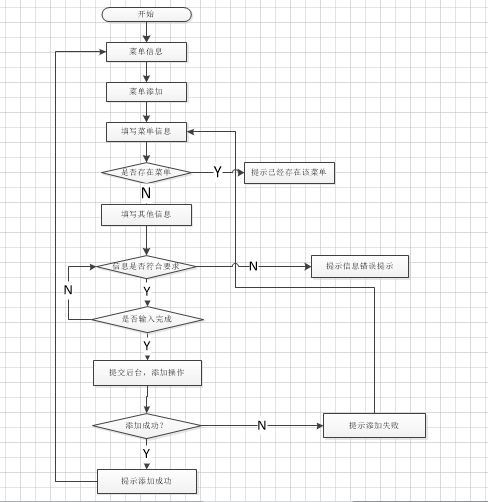 开始
菜单信息
菜单添加
填写菜单信息
是否存在菜单
Y
提示已经存在该菜单
N
填写其他信息
信息是否符合要求
N
提示信息错误提示
Y
N
是否输入完成
Y
提交后台，添加操作
添加成功?
N
提示添加失败
Y
提示添加成功